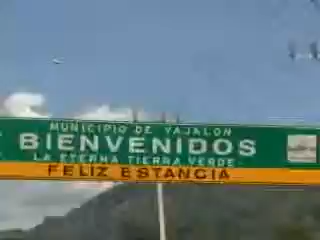 MUNICIPIO DE YAJALON
BIENVENIDOS
LA ETERNA TIERRA VERDE
FELIZ ESTANCIA